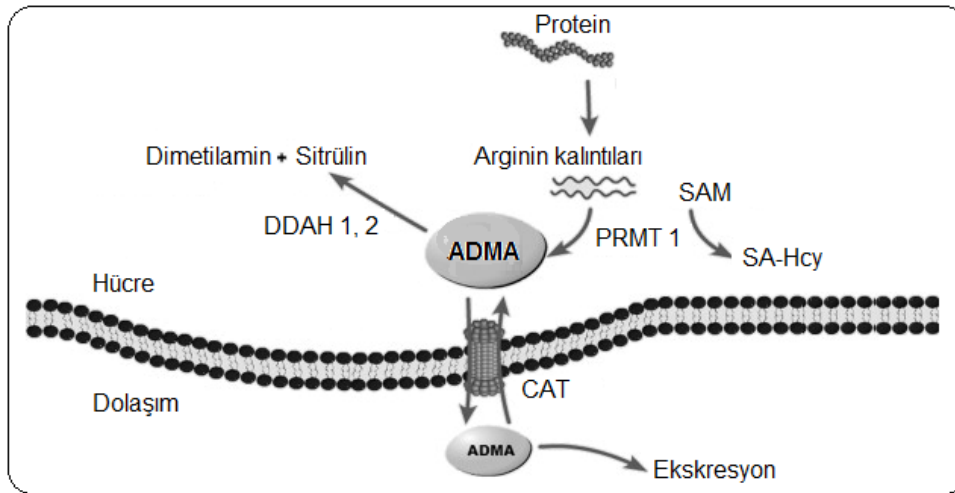 Protein
Arginin kalıntıları
Dimetilamin + Sitrülin
SAM
DDAH 1, 2
ADMA
PRMT 1
SA-Hcy
Hücre
Dolaşım
CAT
ADMA
Ekskresyon